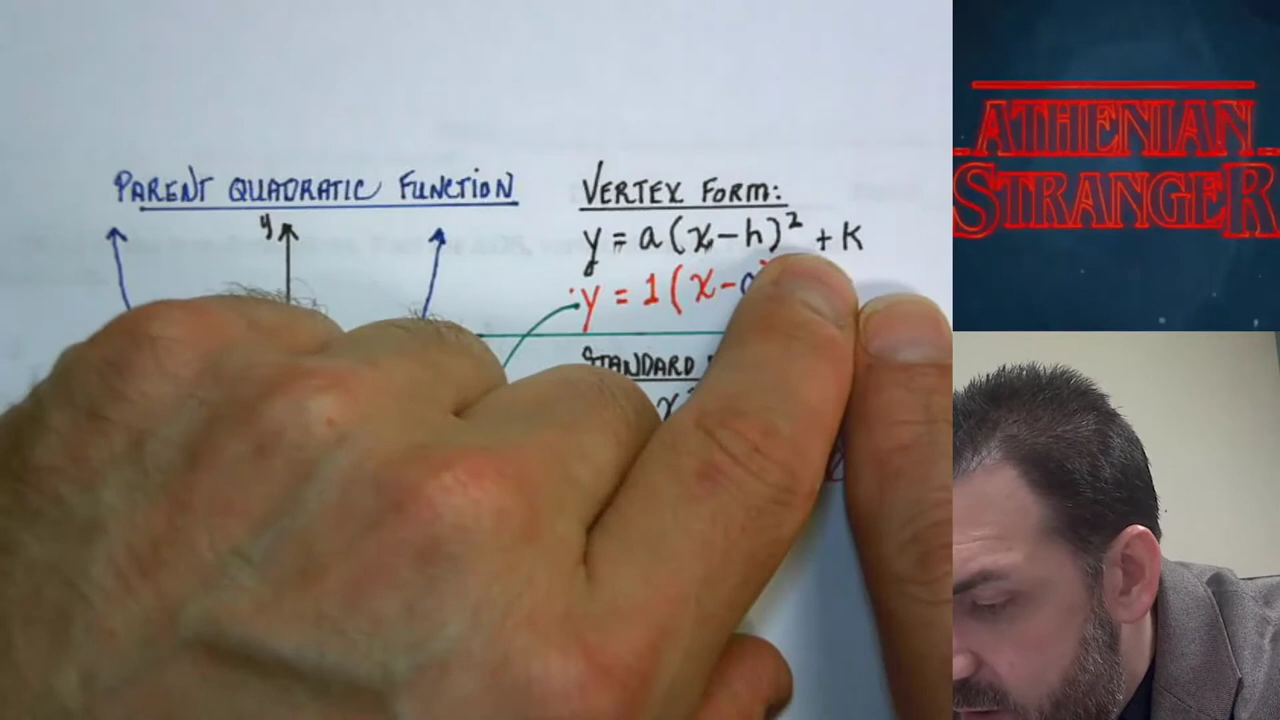 PARENT QUADRATIC FUNCTION
y
VERTEX FORM:
y = a(x-h)² + k
y = 1(x-
STANDARD
x
ATHENIAN
STRANGER